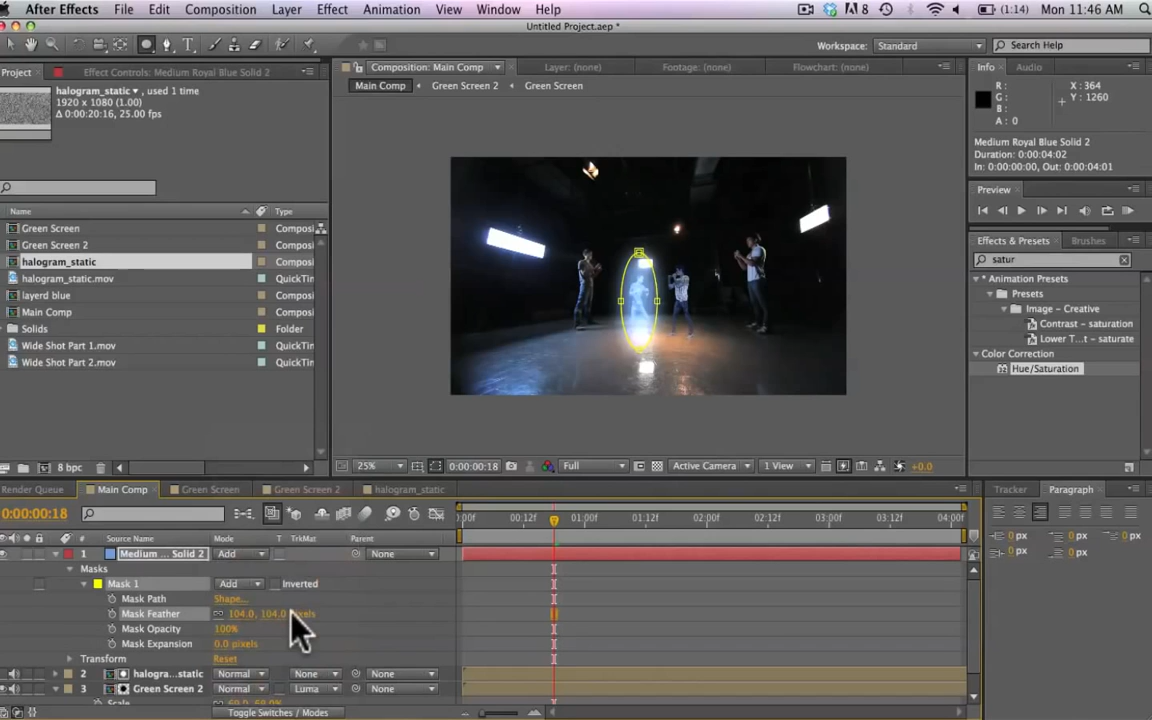 After Effects File Edit Composition Layer Effect Animation View Window Help 8 (1:14) Mon 11:46
Untitled Project.aep *
Workspace: Standard Search Help
Project Effect Controls: Medium Royal Blue Solid 2
Composition: Main Comp Layer: (none) Footage: (none) Flowchart: (none)
Info Audio
halogram_static , used 1 time
1920 x 1080 (1.00)
Δ 0:00:20:16, 25.00 fps
Main Comp Green Screen 2 Green Screen
R :
G :
B :
A : 0
X : 364
Y : 1260
Medium Royal Blue Solid 2
Duration: 0:00:04:02
In: 0:00:00:00, Out: 0:00:04:01
Preview
Effects & Presets Brushes
satur
* Animation Presets
Presets
Image - Creative
Contrast - saturation
Lower T...t - saturate
Color Correction
Hue/Saturation
Name Type
Green Screen Composi
Green Screen 2 Composi
halogram_static Composi
halogram_static.mov QuickTin
layerd blue Composi
Main Comp Composi
Solids Folder
Wide Shot Part 1.mov QuickTin
Wide Shot Part 2.mov QuickTin
8 bpc
25% 0:00:00:18 Full Active Camera 1 View +0.0
Render Queue Main Comp Green Screen Green Screen 2 halogram_static
Tracker Paragraph
0:00:00:18
:00f 00:12f 01:00f 01:12f 02:00f 02:12f 03:00f 03:12f 04:00f
0 px 0 px 0 px
0 px 0 px
# Source Name Mode T TrkMat Parent
1 Medium ... Solid 2 Add None
Masks
Mask 1 Add Inverted
Mask Path Shape...
Mask Feather 104.0, 104.0 pixels
Mask Opacity 100%
Mask Expansion 0.0 pixels
Transform Reset
2 halogra...static Normal None None
3 Green Screen 2 Normal Luma None
Toggle Switches / Modes